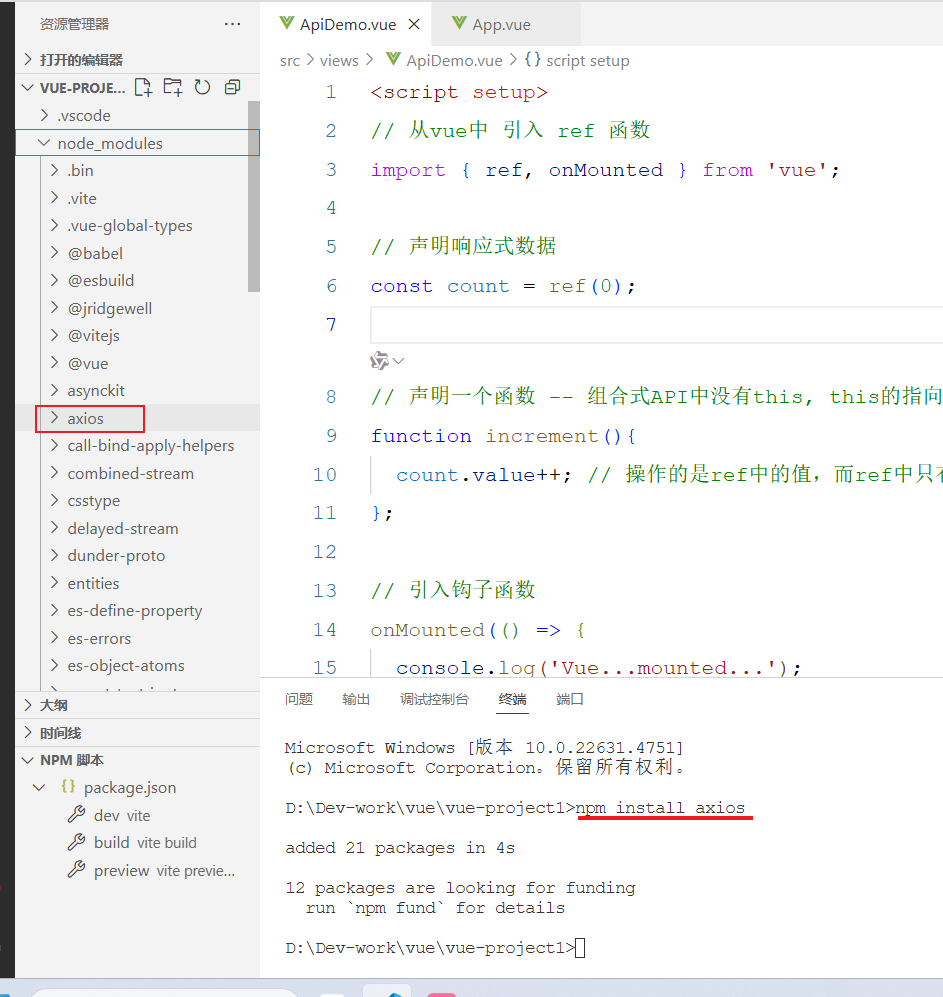 资源管理器
打开的编辑器
VUE-PROJE...
.vscode
node_modules
.bin
.vite
.vue-global-types
@babel
@esbuild
@jridgewell
@vitejs
@vue
asynckit
axios
call-bind-apply-helpers
combined-stream
csstype
delayed-stream
dunder-proto
entities
es-define-property
es-errors
es-object-atoms
大纲
时间线
NPM 脚本
{} package.json
dev vite
build vite build
preview vite previe...
ApiDemo.vue
App.vue
src > views > ApiDemo.vue > {} script setup
1 <script setup>
2 // 从vue中 引入 ref 函数
3 import { ref, onMounted } from 'vue';
4
5 // 声明响应式数据
6 const count = ref(0);
7
8 // 声明一个函数 -- 组合式API中没有this, this的指向
9 function increment(){
10 count.value++; // 操作的是ref中的值，而ref中只有
11 };
12
13 // 引入钩子函数
14 onMounted(() => {
15 console.log('Vue...mounted...');
问题 输出 调试控制台 终端 端口
Microsoft Windows [版本 10.0.22631.4751]
(c) Microsoft Corporation。保留所有权利。
D:\Dev-work\vue\vue-project1>npm install axios
added 21 packages in 4s
12 packages are looking for funding
run `npm fund` for details
D:\Dev-work\vue\vue-project1>